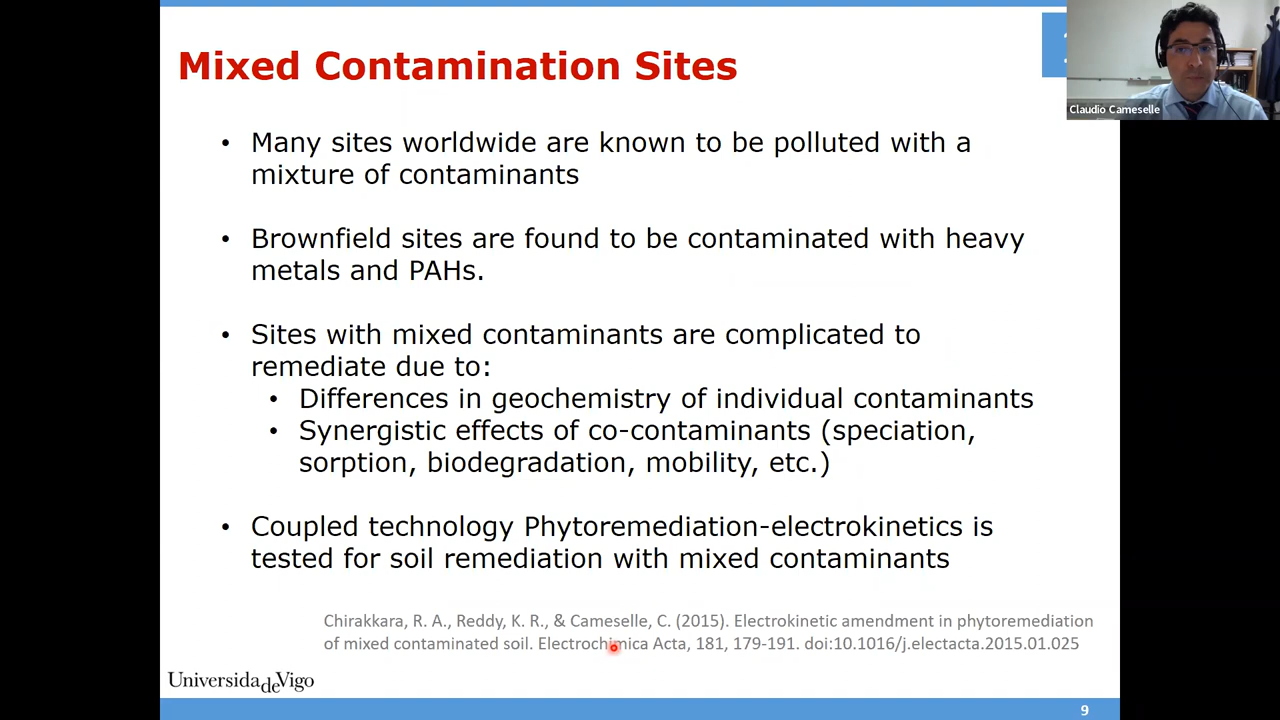 Mixed Contamination Sites
Claudio Cameselle
• Many sites worldwide are known to be polluted with a
mixture of contaminants
• Brownfield sites are found to be contaminated with heavy
metals and PAHs.
• Sites with mixed contaminants are complicated to
remediate due to:
• Differences in geochemistry of individual contaminants
• Synergistic effects of co-contaminants (speciation,
sorption, biodegradation, mobility, etc.)
• Coupled technology Phytoremediation-electrokinetics is
tested for soil remediation with mixed contaminants
Chirakkara, R. A., Reddy, K. R., & Cameselle, C. (2015). Electrokinetic amendment in phytoremediation
of mixed contaminated soil. Electrochimica Acta, 181, 179-191. doi:10.1016/j.electacta.2015.01.025
UniversidadeVigo
9